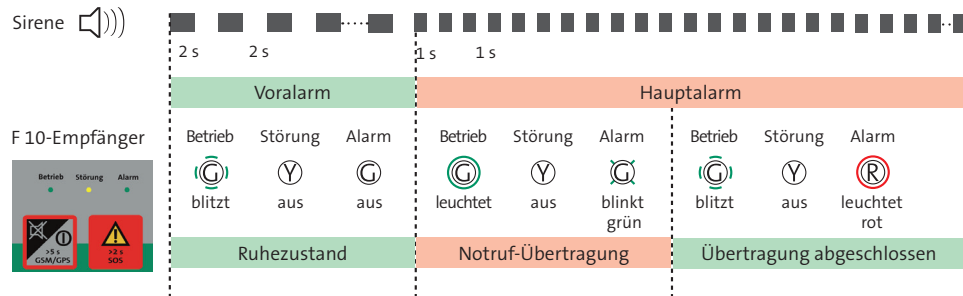 Sirene
2 s 2 s 1 s 1 s
Voralarm Hauptalarm
F 10-Empfänger
Betrieb Störung Alarm Betrieb Störung Alarm Betrieb Störung Alarm
Betrieb Störung Alarm
G Y G G Y G G Y R
blitzt aus aus leuchtet aus blinkt grün blitzt aus leuchtet rot
>5 s GSM/GPS
>2 s SOS
Ruhezustand Notruf-Übertragung Übertragung abgeschlossen